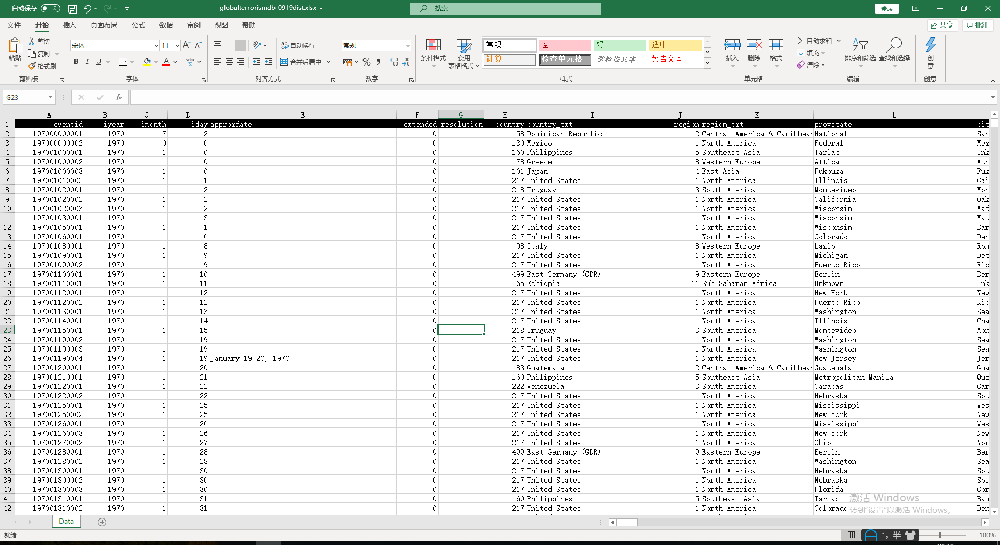 自动保存 关 globalterrorismdb_0919dist.xlsx 搜索 登录
文件 开始 插入 页面布局 公式 数据 审阅 视图 帮助 共享 批注
粘贴 剪切 复制 格式刷 剪贴板
宋体 11 B I U wén 文 字体
自动换行 合并后居中 对齐方式
常规 % 数字
条件格式 套用表格格式 常规 差 好 适中 计算 检查单元格 解释性文本 警告文本 样式
插入 删除 格式 单元格
自动求和 填充 清除 排序和筛选 查找和选择 编辑
创意 创意
G23 fx
A B C D E F G H I J K L
1 eventid iyear imonth iday approxdate extended resolution country country_txt region region_txt provstate cit
2 197000000001 1970 7 2 0 58 Dominican Republic 2 Central America & Caribbean National San
3 197000000002 1970 0 0 0 130 Mexico 1 North America Federal Mex
4 197001000001 1970 1 0 0 160 Philippines 5 Southeast Asia Tarlac Unk
5 197001000002 1970 1 0 0 78 Greece 8 Western Europe Attica Ath
6 197001000003 1970 1 0 0 101 Japan 4 East Asia Fukouka Fuk
7 197001010002 1970 1 1 0 217 United States 1 North America Illinois Cai
8 197001020001 1970 1 2 0 218 Uruguay 3 South America Montevideo Mon
9 197001020002 1970 1 2 0 217 United States 1 North America California Oak
10 197001020003 1970 1 2 0 217 United States 1 North America Wisconsin Mad
11 197001030001 1970 1 3 0 217 United States 1 North America Wisconsin Mad
12 197001050001 1970 1 1 0 217 United States 1 North America Wisconsin Bar
13 197001060001 1970 1 6 0 217 United States 1 North America Colorado Den
14 197001080001 1970 1 8 0 98 Italy 8 Western Europe Lazio Rom
15 197001090001 1970 1 9 0 217 United States 1 North America Michigan Det
16 197001090002 1970 1 9 0 217 United States 1 North America Puerto Rico Ric
17 197001100001 1970 1 10 0 499 East Germany (GDR) 9 Eastern Europe Berlin Ber
18 197001110001 1970 1 11 0 65 Ethiopia 11 Sub-Saharan Africa Unknown Unk
19 197001120001 1970 1 12 0 217 United States 1 North America New York New
20 197001120002 1970 1 12 0 217 United States 1 North America Puerto Rico Ric
21 197001130001 1970 1 13 0 217 United States 1 North America Washington Sea
22 197001140001 1970 1 14 0 217 United States 1 North America Illinois Cha
23 197001150001 1970 1 15 0 218 Uruguay 3 South America Montevideo Mon
24 197001190002 1970 1 19 0 217 United States 1 North America Washington Sea
25 197001190003 1970 1 19 0 217 United States 1 North America Washington Sea
26 197001190004 1970 1 19 January 19-20, 1970 0 217 United States 1 North America New Jersey Jer
27 197001200001 1970 1 20 0 83 Guatemala 2 Central America & Caribbean Guatemala Gua
28 197001210001 1970 1 21 0 160 Philippines 5 Southeast Asia Metropolitan Manila Que
29 197001220001 1970 1 22 0 222 Venezuela 3 South America Caracas Car
30 197001220002 1970 1 22 0 217 United States 1 North America Nebraska Sou
31 197001250001 1970 1 25 0 217 United States 1 North America Mississippi Wes
32 197001250002 1970 1 25 0 217 United States 1 North America New York New
33 197001260001 1970 1 26 0 217 United States 1 North America Mississippi Wes
34 197001260003 1970 1 26 0 217 United States 1 North America New York New
35 197001270002 1970 1 27 0 217 United States 1 North America Ohio Nor
36 197001280001 1970 1 28 0 499 East Germany (GDR) 9 Eastern Europe Berlin Ber
37 197001280002 1970 1 28 0 217 United States 1 North America Washington Sea
38 197001300001 1970 1 30 0 217 United States 1 North America Nebraska Sou
39 197001300002 1970 1 30 0 217 United States 1 North America Nebraska Sou
40 197001300003 1970 1 30 0 217 United States 1 North America Florida Cor
41 197001310001 1970 1 31 0 160 Philippines 5 Southeast Asia Tarlac Bam
42 197001310002 1970 1 31 0 217 United States 1 North America Colorado Den
激活 Windows
转到“设置”以激活 Windows。
Data
就绪 半 100%